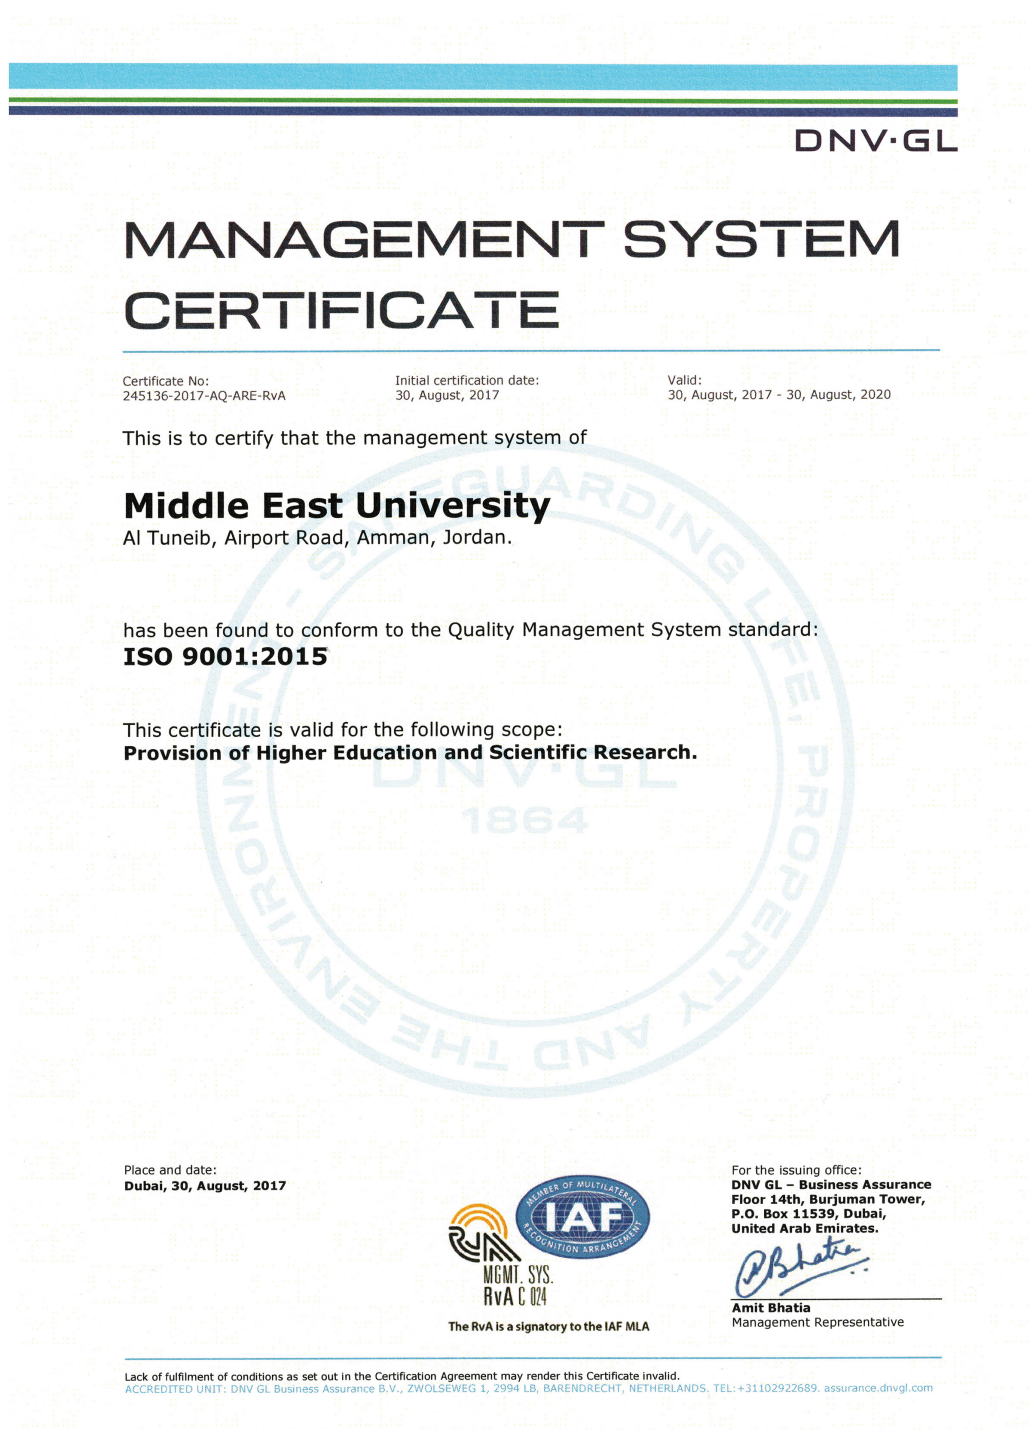 DNV·GL
MANAGEMENT SYSTEM
CERTIFICATE
Certificate No:
245136-2017-AQ-ARE-RvA
Initial certification date:
30, August, 2017
Valid:
30, August, 2017 - 30, August, 2020
This is to certify that the management system of
Middle East University
Al Tuneib, Airport Road, Amman, Jordan.
has been found to conform to the Quality Management System standard:
ISO 9001:2015
This certificate is valid for the following scope:
Provision of Higher Education and Scientific Research.
SAFEGUARDING LIFE, PROPERTY AND THE ENVIRONMENT -
DNV·GL
1864
Place and date:
Dubai, 30, August, 2017
MEMBER OF MULTILATERAL
IAF
RECOGNITION ARRANGEMENT
RvA
MGMT. SYS.
RvA C 024
The RvA is a signatory to the IAF MLA
For the issuing office:
DNV GL – Business Assurance
Floor 14th, Burjuman Tower,
P.O. Box 11539, Dubai,
United Arab Emirates.
ABhatia
Amit Bhatia
Management Representative
Lack of fulfilment of conditions as set out in the Certification Agreement may render this Certificate invalid.
ACCREDITED UNIT: DNV GL Business Assurance B.V., ZWOLSEWEG 1, 2994 LB, BARENDRECHT, NETHERLANDS. TEL:+31102922689. assurance.dnvgl.com